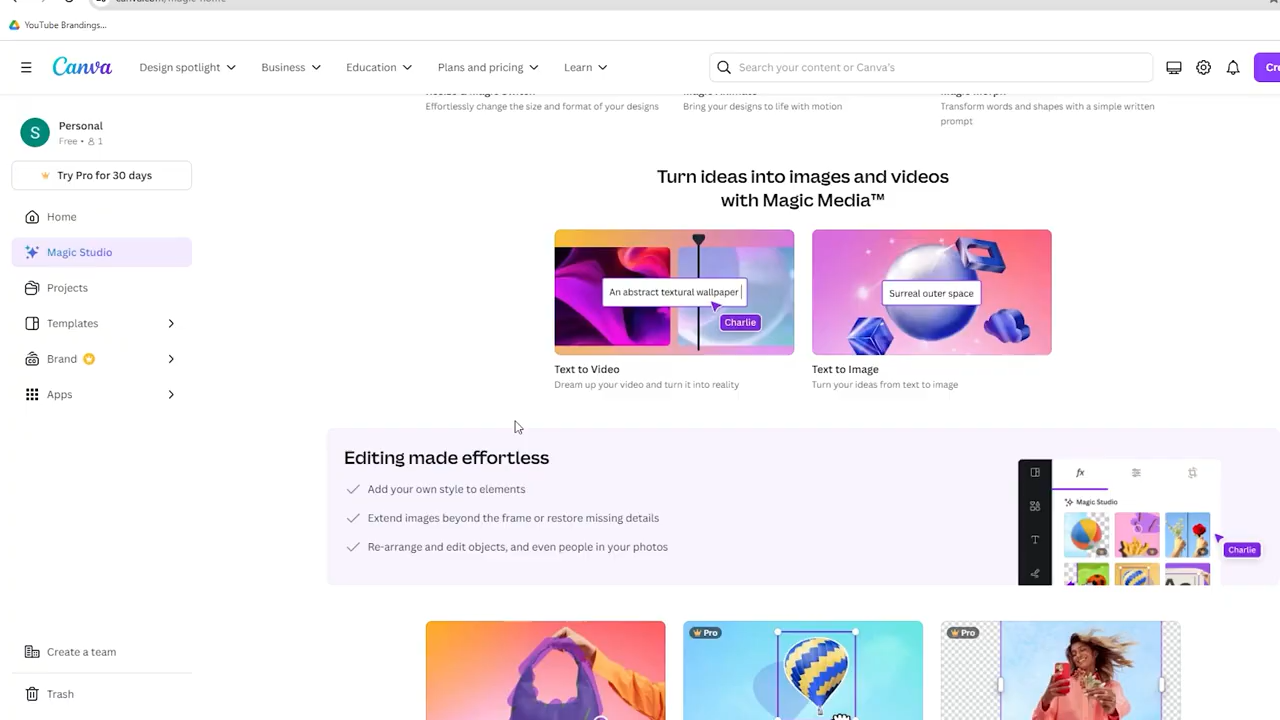 YouTube Brandings...
Canva
Design spotlight
Business
Education
Plans and pricing
Learn
Search your content or Canva's
S
Personal
Free • 1
Try Pro for 30 days
Home
Magic Studio
Projects
Templates
Brand
Apps
Create a team
Trash
Effortlessly change the size and format of your designs
Bring your designs to life with motion
Transform words and shapes with a simple written
prompt
Turn ideas into images and videos
with Magic Media™
An abstract textural wallpaper
Charlie
Surreal outer space
Text to Video
Dream up your video and turn it into reality
Text to Image
Turn your ideas from text to image
Editing made effortless
Add your own style to elements
Extend images beyond the frame or restore missing details
Re-arrange and edit objects, and even people in your photos
fx
Magic Studio
T
Charlie
Pro
Pro